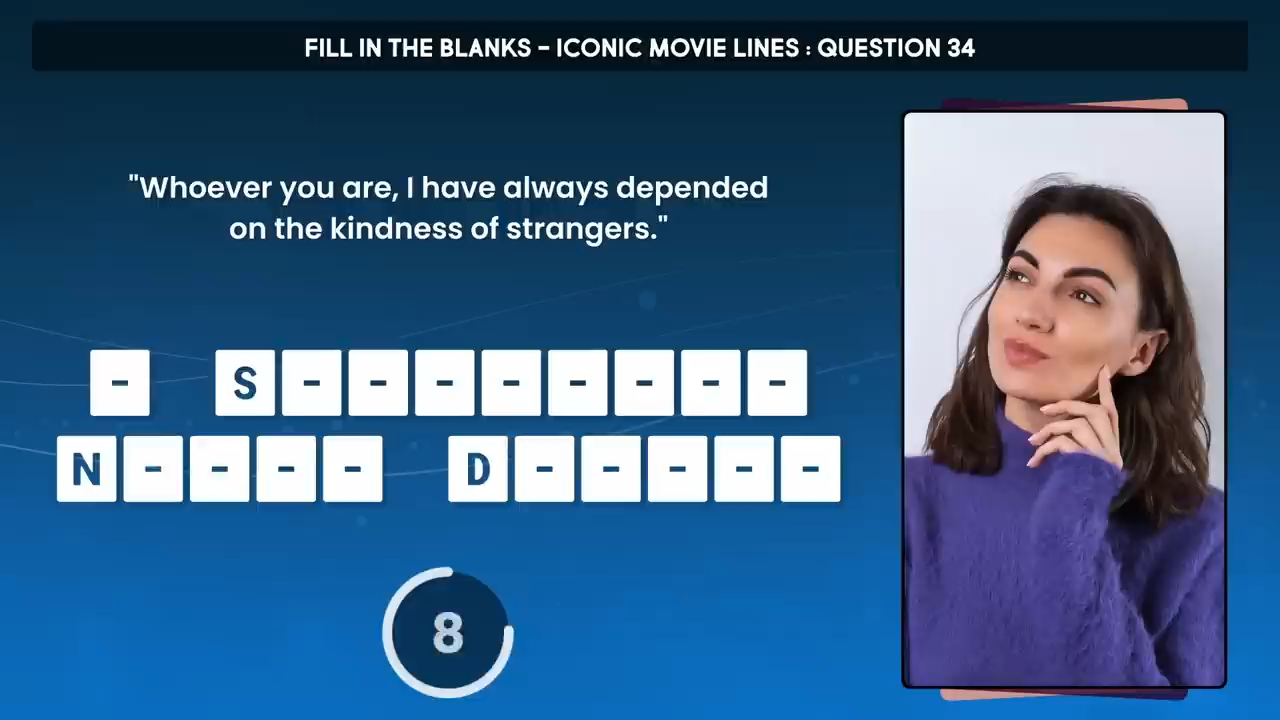 FILL IN THE BLANKS - ICONIC MOVIE LINES : QUESTION 34
"Whoever you are, I have always depended
on the kindness of strangers."
- S--------
N---- D-----
8